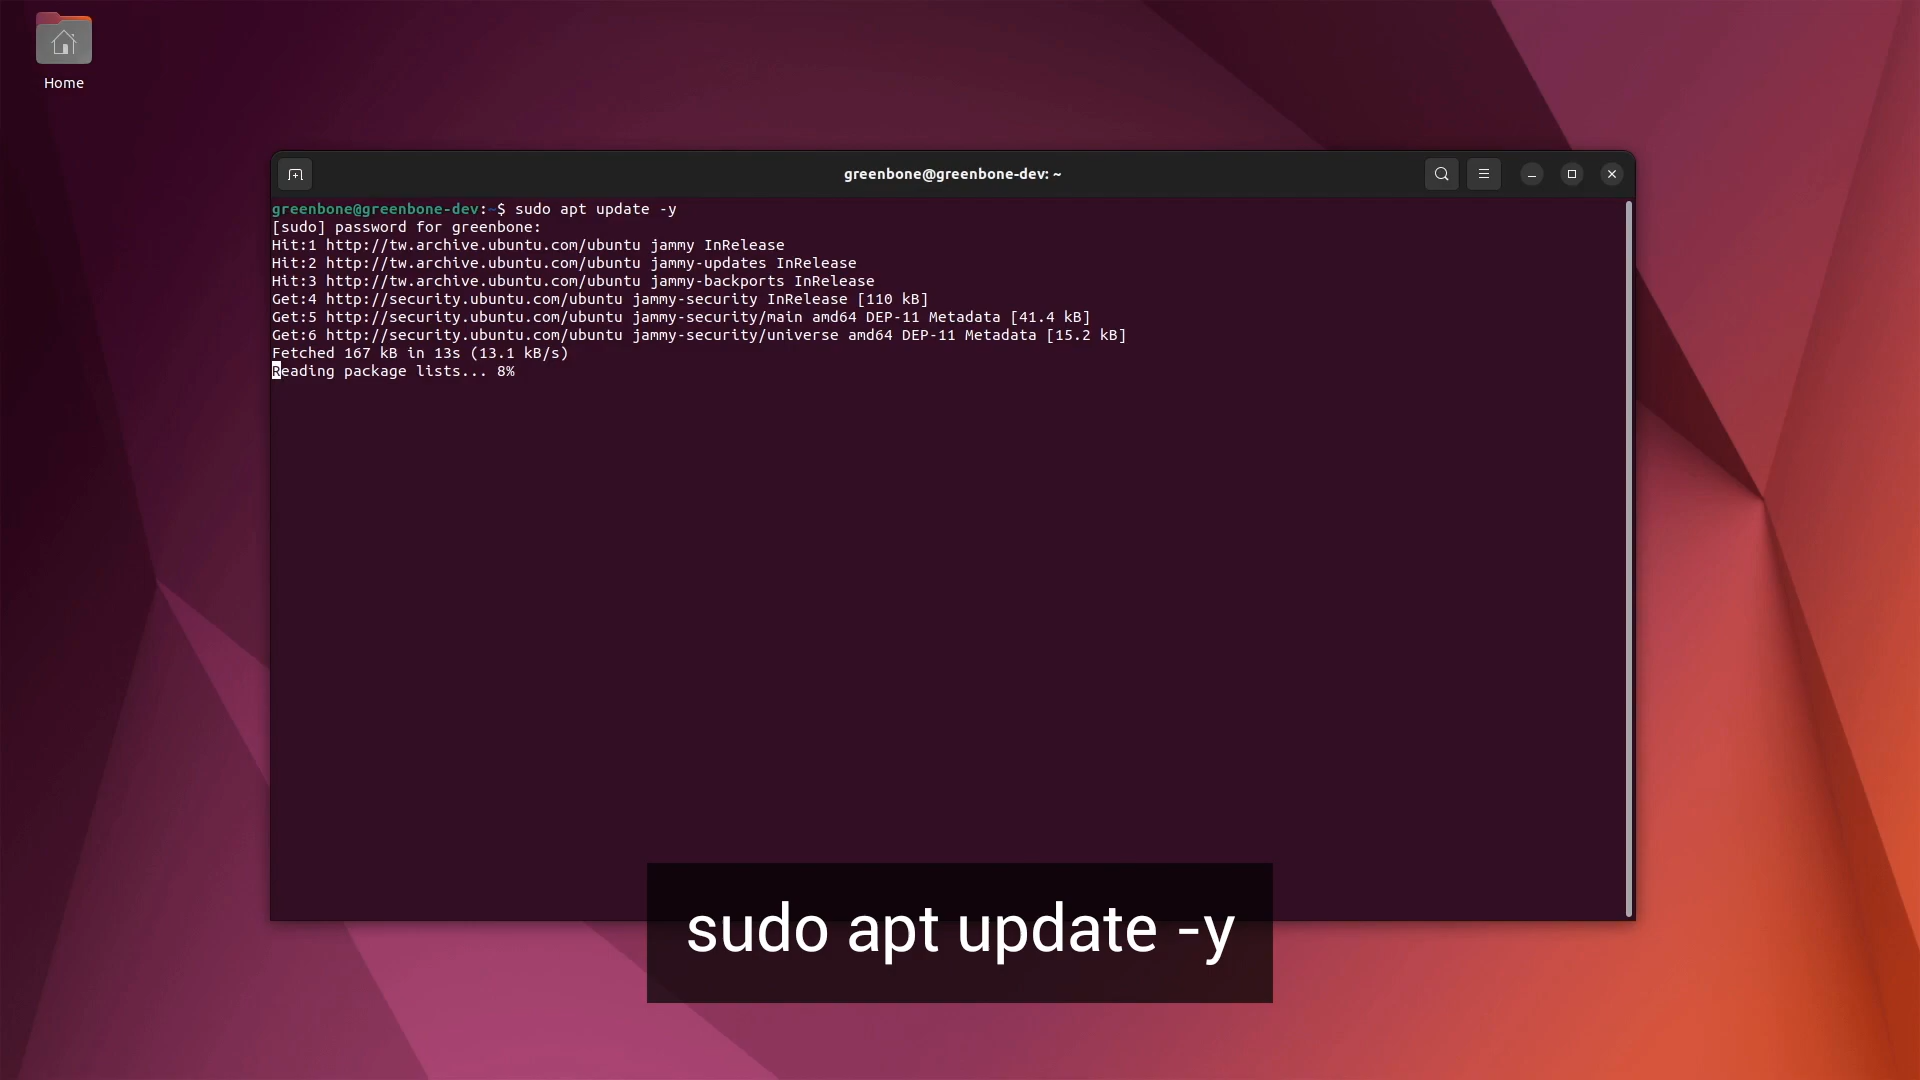 Home
greenbone@greenbone-dev: ~
greenbone@greenbone-dev:~$ sudo apt update -y
[sudo] password for greenbone:
Hit:1 http://tw.archive.ubuntu.com/ubuntu jammy InRelease
Hit:2 http://tw.archive.ubuntu.com/ubuntu jammy-updates InRelease
Hit:3 http://tw.archive.ubuntu.com/ubuntu jammy-backports InRelease
Get:4 http://security.ubuntu.com/ubuntu jammy-security InRelease [110 kB]
Get:5 http://security.ubuntu.com/ubuntu jammy-security/main amd64 DEP-11 Metadata [41.4 kB]
Get:6 http://security.ubuntu.com/ubuntu jammy-security/universe amd64 DEP-11 Metadata [15.2 kB]
Fetched 167 kB in 13s (13.1 kB/s)
Reading package lists... 8%
sudo apt update -y